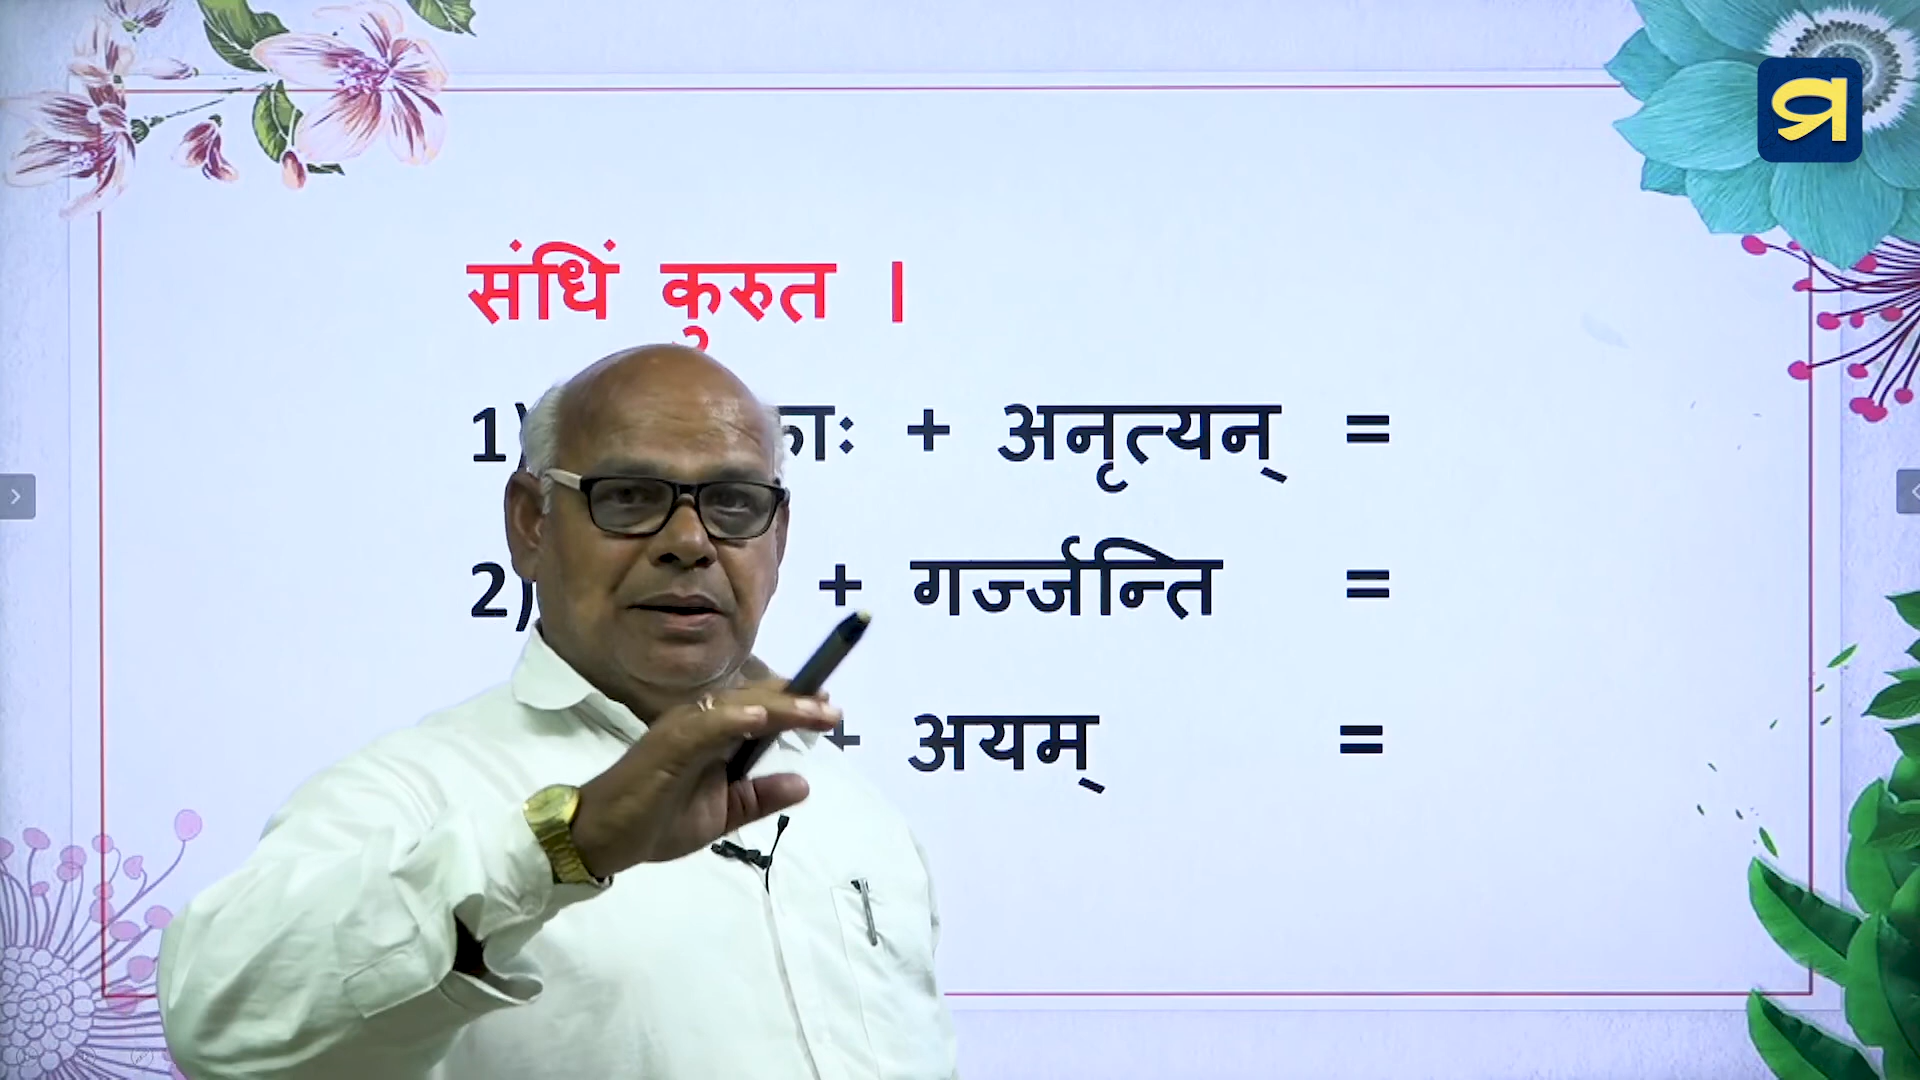 संधिं कुरुत ।
1) + अनृत्यन् =
2) + गर्ज्जन्ति =
+ अयम् =